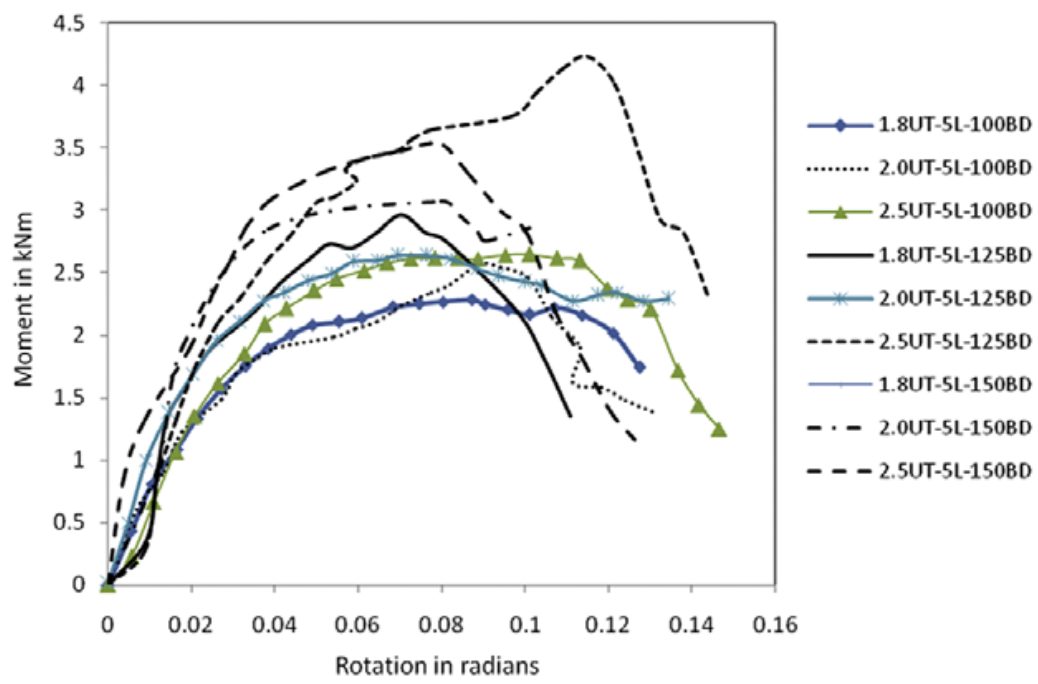 4.5
4
3.5
3
2.5
2
1.5
1
0.5
0
Moment in kNm
0 0.02 0.04 0.06 0.08 0.1 0.12 0.14 0.16
Rotation in radians
1.8UT-5L-100BD
2.0UT-5L-100BD
2.5UT-5L-100BD
1.8UT-5L-125BD
2.0UT-5L-125BD
2.5UT-5L-125BD
1.8UT-5L-150BD
2.0UT-5L-150BD
2.5UT-5L-150BD